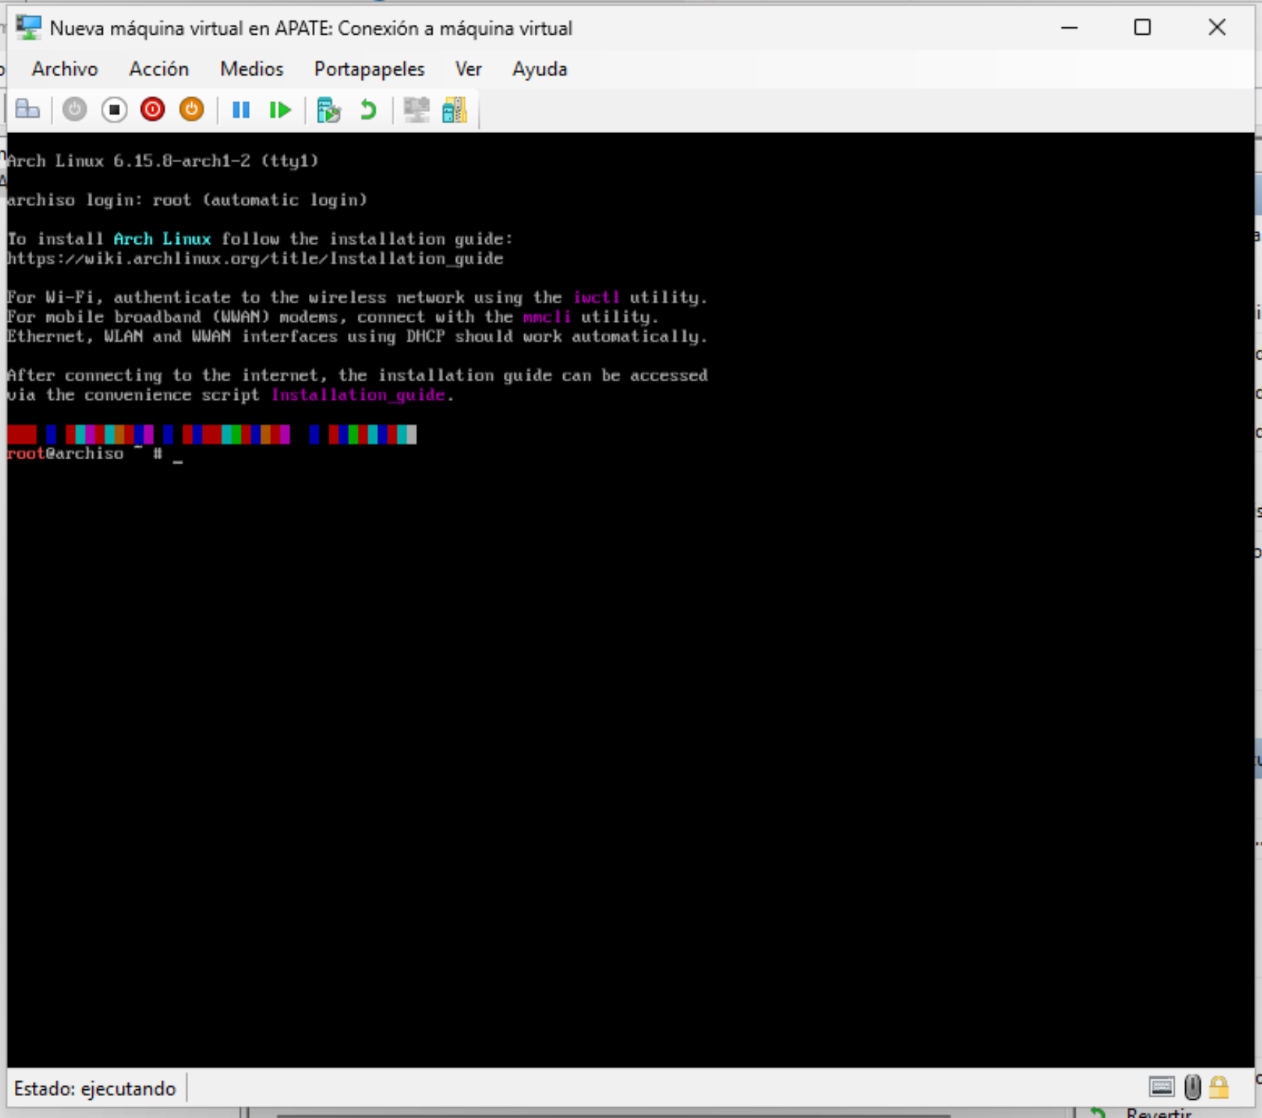 Nueva máquina virtual en APATE: Conexión a máquina virtual
Archivo Acción Medios Portapapeles Ver Ayuda
Arch Linux 6.15.8-arch1-2 (tty1)
archiso login: root (automatic login)
To install Arch Linux follow the installation guide:
https://wiki.archlinux.org/title/Installation_guide
For Wi-Fi, authenticate to the wireless network using the iwctl utility.
For mobile broadband (WWAN) modems, connect with the mmcli utility.
Ethernet, WLAN and WWAN interfaces using DHCP should work automatically.
After connecting to the internet, the installation guide can be accessed
via the convenience script Installation_guide.
root@archiso ~ # _
Estado: ejecutando
Revertir